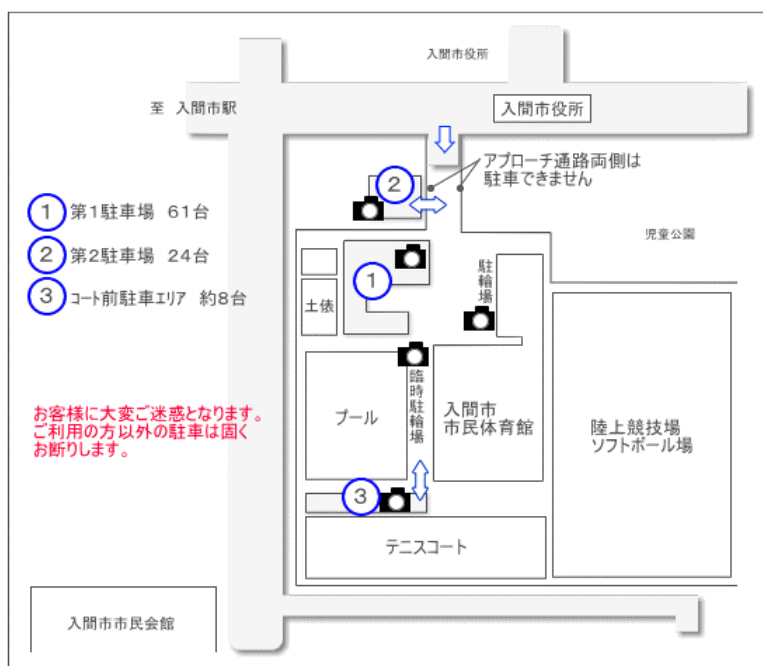 入間市役所
至 入間市駅
入間市役所
アプローチ通路両側は
駐車できません
②
① 第1駐車場 61台
② 第2駐車場 24台
③ コート前駐車エリア 約8台
児童公園
①
駐輪場
土俵
臨時駐輪場
プール
入間市
市民体育館
陸上競技場
ソフトボール場
お客様に大変ご迷惑となります。
ご利用の方以外の駐車は固く
お断りします。
③
テニスコート
入間市市民会館